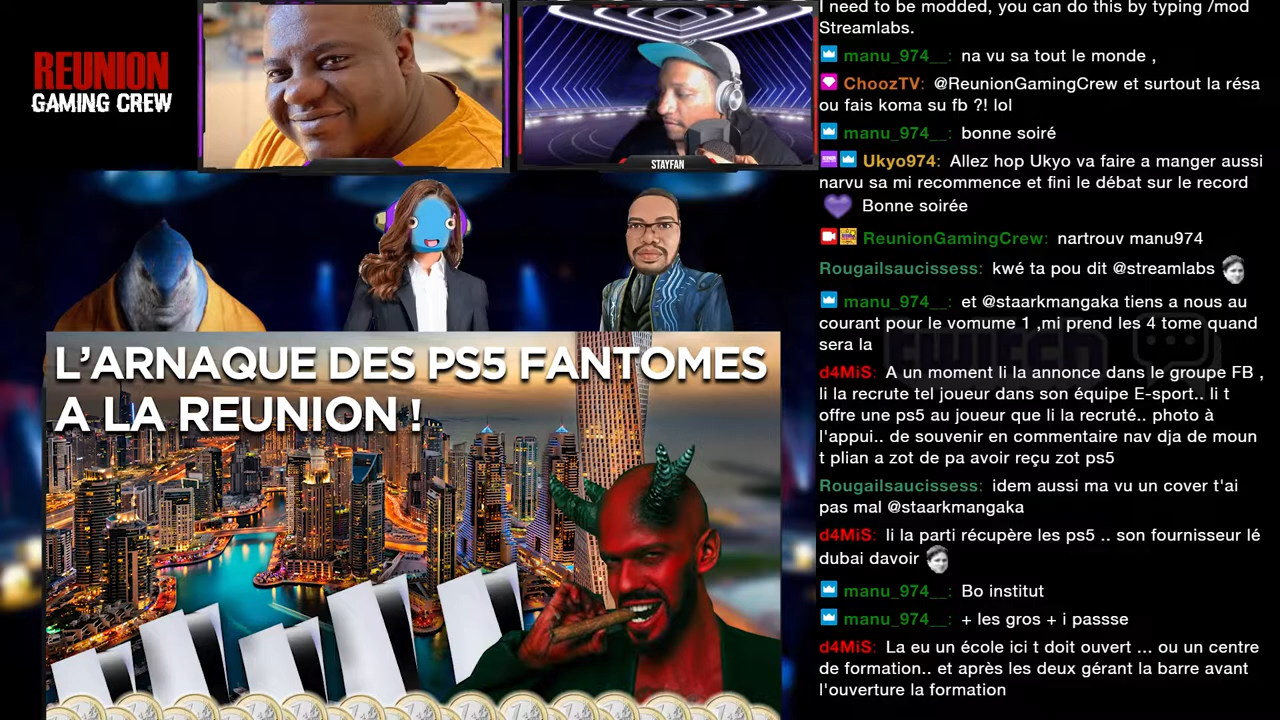 REUNION
GAMING CREW
STAYFAN
L'ARNAQUE DES PS5 FANTOMES
A LA REUNION !
I need to be modded, you can do this by typing /mod
Streamlabs.
manu_974__: na vu sa tout le monde ,
ChoozTV: @ReunionGamingCrew et surtout la résa
ou fais koma su fb ?! lol
manu_974__: bonne soiré
Ukyo974: Allez hop Ukyo va faire a manger aussi
narvu sa mi recommence et fini le débat sur le record
Bonne soirée
ReunionGamingCrew: nartrouv manu974
Rougailsaucissess: kwé ta pou dit @streamlabs
manu_974__: et @staarkmangaka tiens a nous au
courant pour le vomume 1 ,mi prend les 4 tome quand
sera la
d4MiS: A un moment li la annonce dans le groupe FB ,
li la recrute tel joueur dans son équipe E-sport.. li t
offre une ps5 au joueur que li la recruté.. photo à
l'appui.. de souvenir en commentaire nav dja de moun
t plian a zot de pa avoir reçu zot ps5
Rougailsaucissess: idem aussi ma vu un cover t'ai
pas mal @staarkmangaka
d4MiS: li la parti récupère les ps5 .. son fournisseur lé
dubai davoir
manu_974__: Bo institut
manu_974__: + les gros + i passse
d4MiS: La eu un école ici t doit ouvert ... ou un centre
de formation.. et après les deux gérant la barre avant
l'ouverture la formation